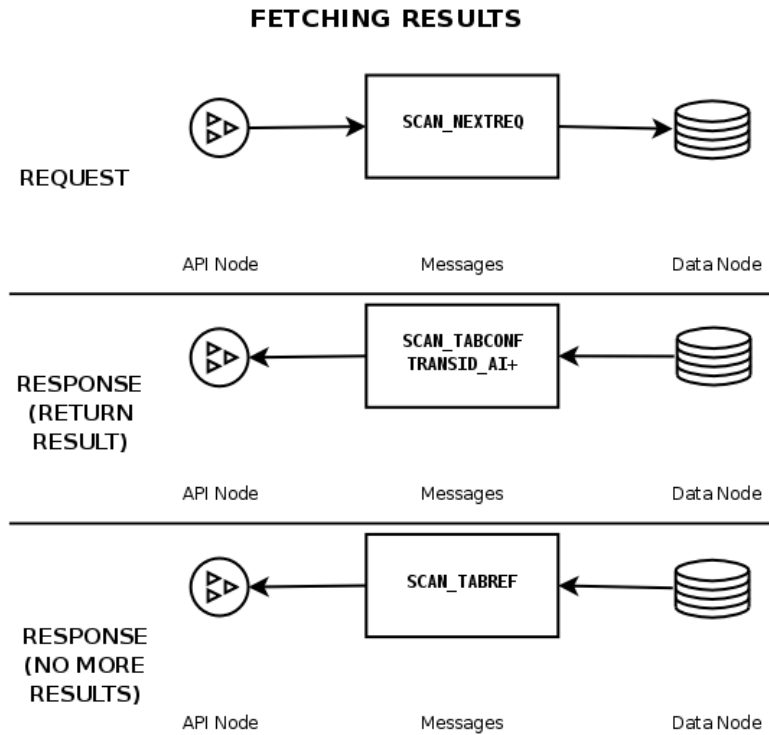 FETCHING RESULTS
SCAN_NEXTREQ
REQUEST
API Node
Messages
Data Node
SCAN_TABCONF
TRANSID_AI+
RESPONSE
(RETURN
RESULT)
API Node
Messages
Data Node
SCAN_TABREF
RESPONSE
(NO MORE
RESULTS)
API Node
Messages
Data Node